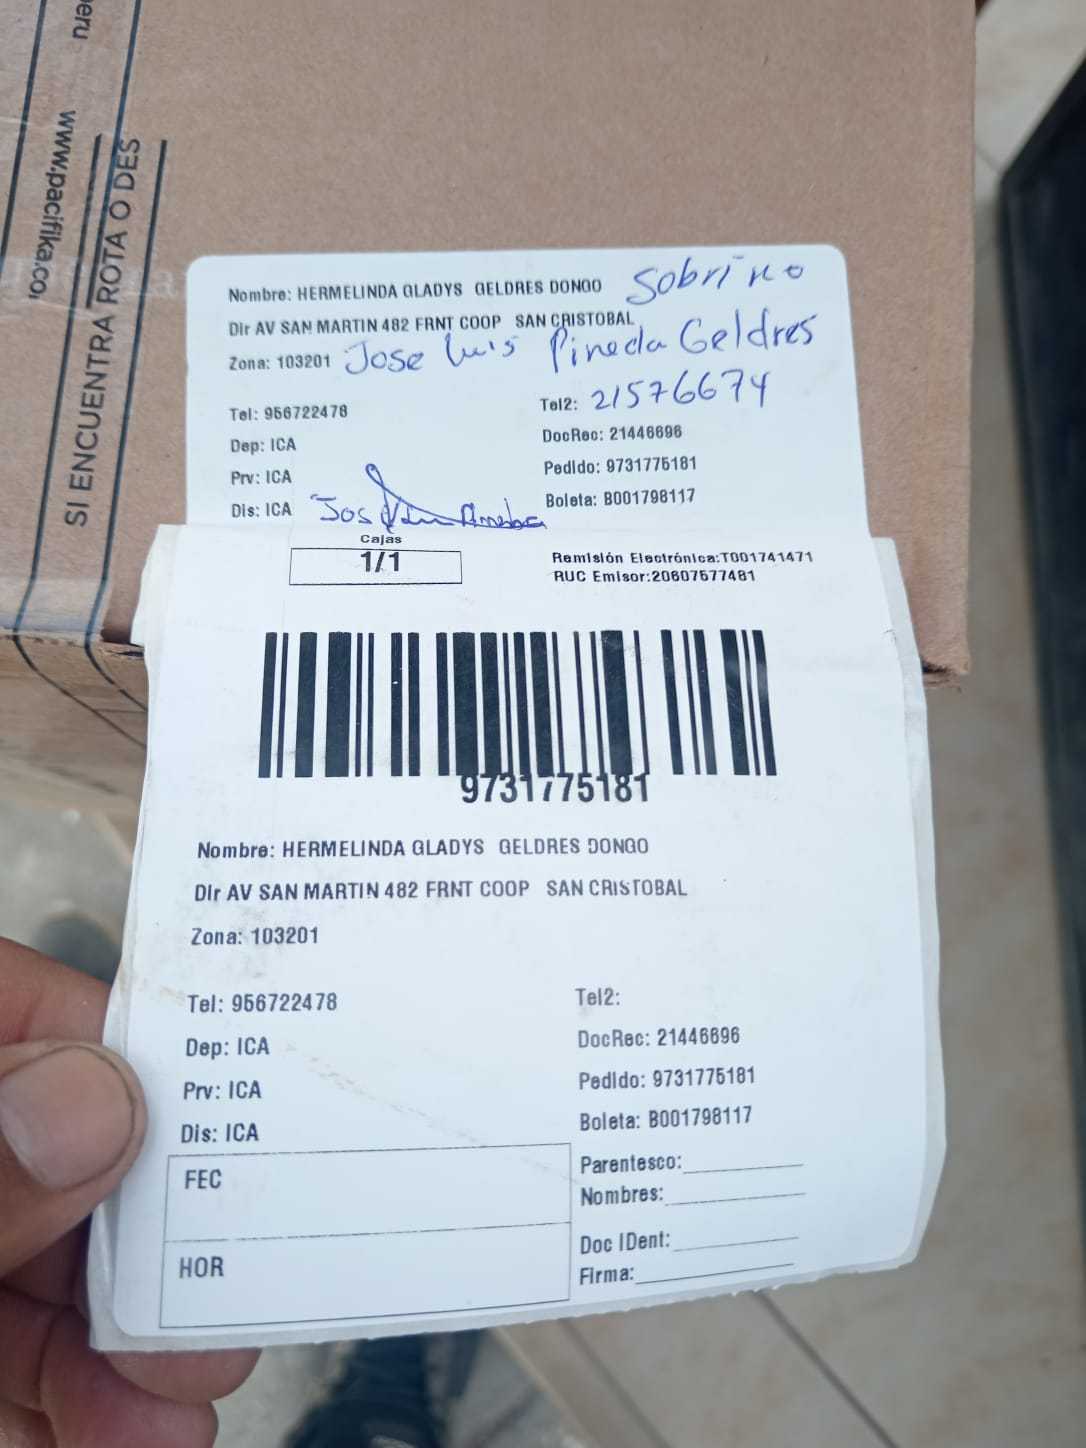 eru
www.pacifika.co
SI ENCUENTRA ROTA O DES
Nombre: HERMELINDA GLADYS GELDRES DONGO Sobrino
Dir AV SAN MARTIN 482 FRNT COOP SAN CRISTOBAL
Zona: 103201 Jose Luis Pineda Geldres
Tel: 956722478 Tel2: 21576674
Dep: ICA DocRec: 21446696
Prv: ICA Pedido: 9731775181
Dis: ICA Boleta: B001798117
Cajas
1/1
Remisión Electrónica:T001741471
RUC Emisor:20607577481
9731775181
Nombre: HERMELINDA GLADYS GELDRES DONGO
Dir AV SAN MARTIN 482 FRNT COOP SAN CRISTOBAL
Zona: 103201
Tel: 956722478 Tel2:
Dep: ICA DocRec: 21446696
Prv: ICA Pedido: 9731775181
Dis: ICA Boleta: B001798117
FEC Parentesco:
Nombres:
HOR Doc IDent:
Firma: